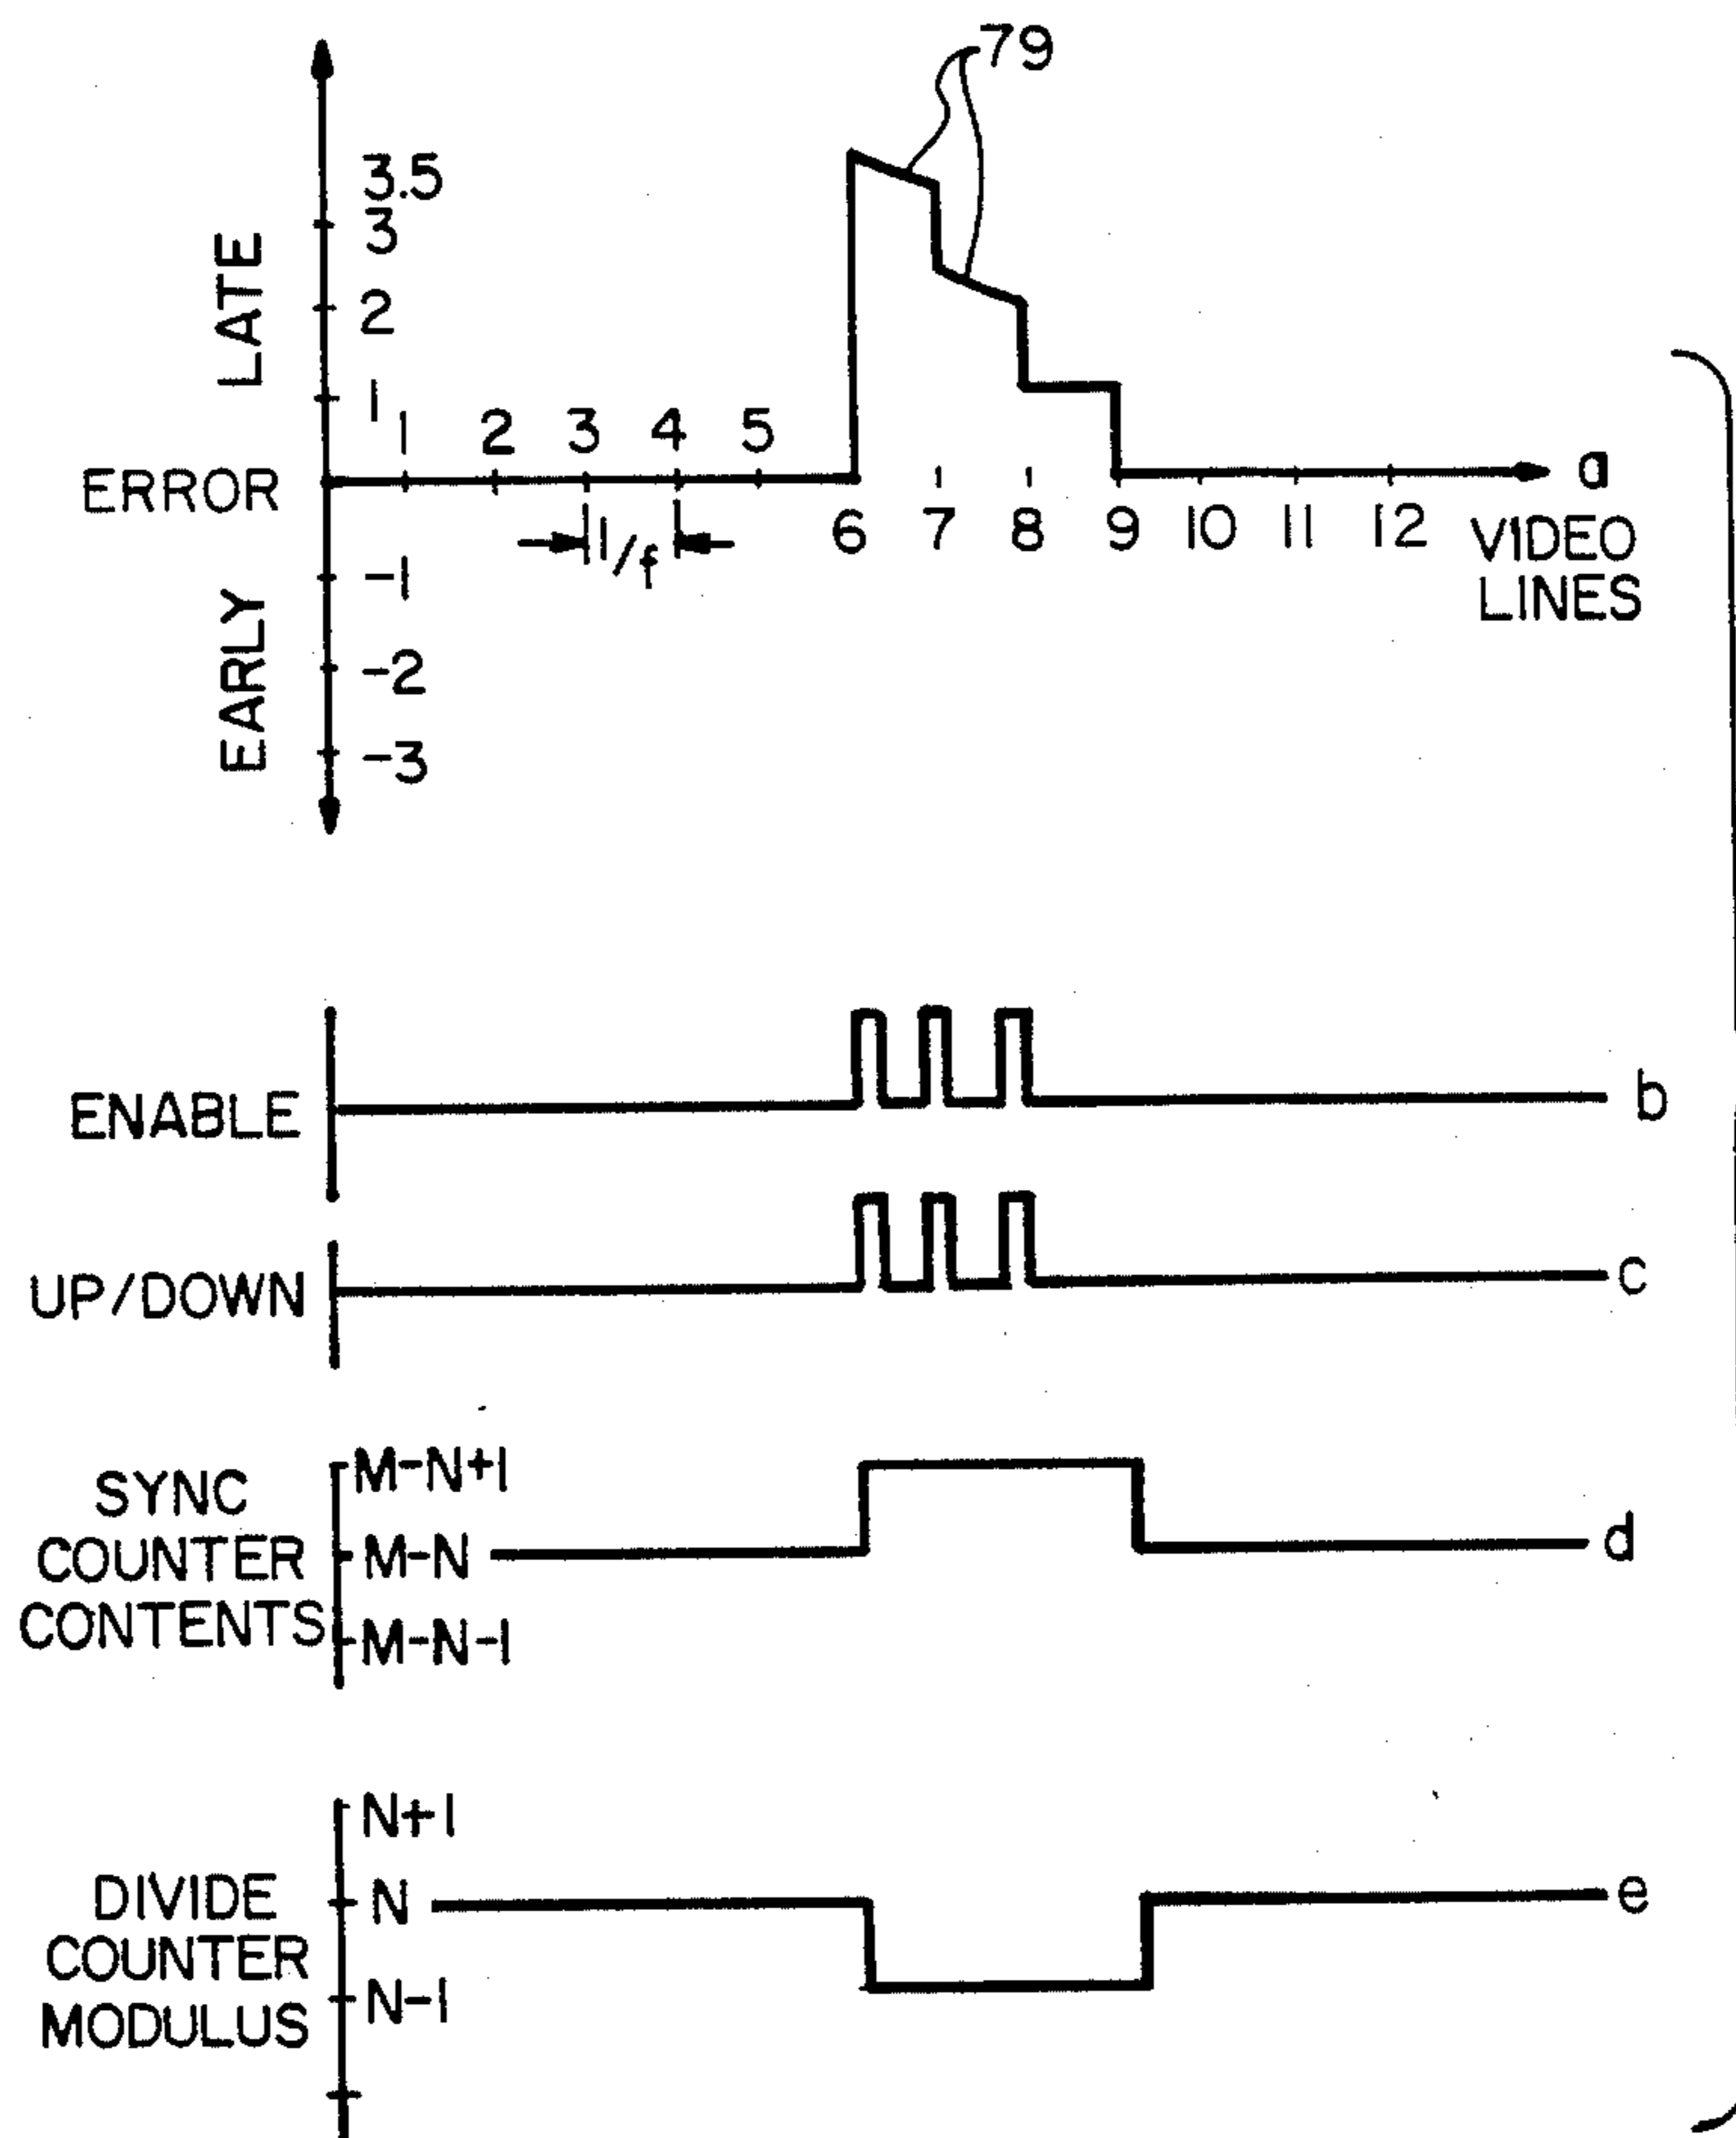 79
3.5
3
2
1
LATE
1 2 3 4 5
ERROR
a
6 7 8 9 10 11 12
VIDEO
LINES
1/f
-1
-2
-3
EARLY
ENABLE
b
UP/DOWN
c
M-N+1
SYNC
COUNTER
CONTENTS
M-N
d
M-N-1
N+1
DIVIDE
COUNTER
MODULUS
N
e
N-1